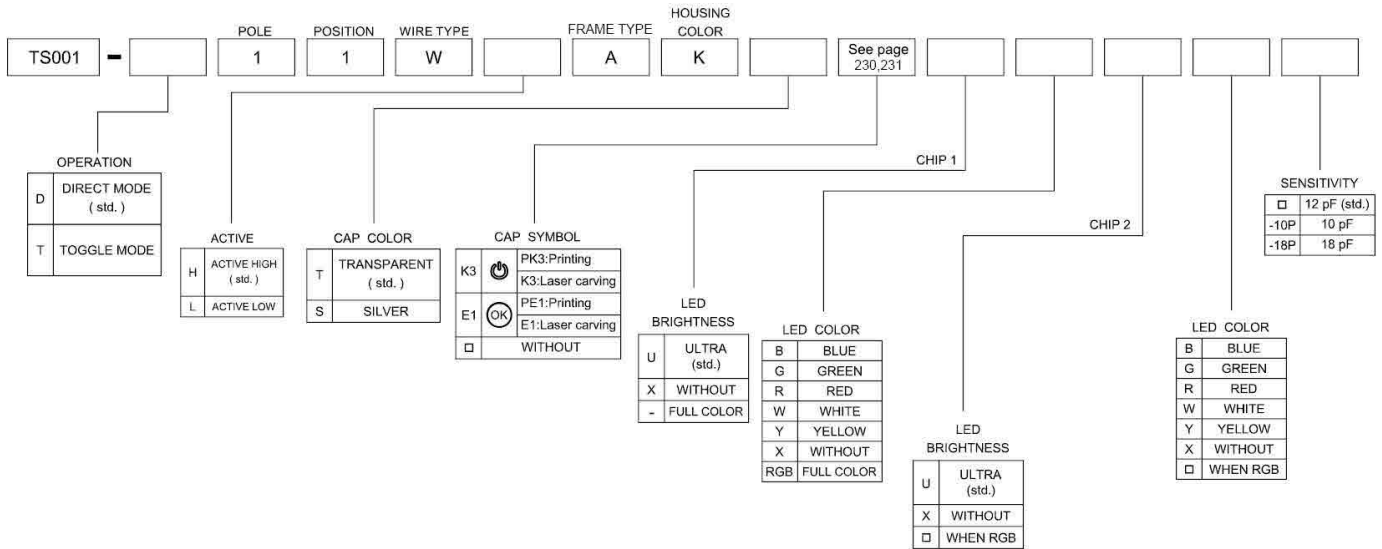 HOUSING
POLE POSITION WIRE TYPE FRAME TYPE COLOR
TS001 - 1 1 W A K See page
230,231
CHIP 1
CHIP 2
OPERATION
D DIRECT MODE
( std. )
T TOGGLE MODE
ACTIVE
H ACTIVE HIGH
( std. )
L ACTIVE LOW
CAP COLOR
T TRANSPARENT
( std. )
S SILVER
CAP SYMBOL
K3 PK3:Printing
K3:Laser carving
E1 OK PE1:Printing
E1:Laser carving
□ WITHOUT
LED
BRIGHTNESS
U ULTRA
(std.)
X WITHOUT
- FULL COLOR
LED COLOR
B BLUE
G GREEN
R RED
W WHITE
Y YELLOW
X WITHOUT
RGB FULL COLOR
LED
BRIGHTNESS
U ULTRA
(std.)
X WITHOUT
□ WHEN RGB
LED COLOR
B BLUE
G GREEN
R RED
W WHITE
Y YELLOW
X WITHOUT
□ WHEN RGB
SENSITIVITY
□ 12 pF (std.)
-10P 10 pF
-18P 18 pF